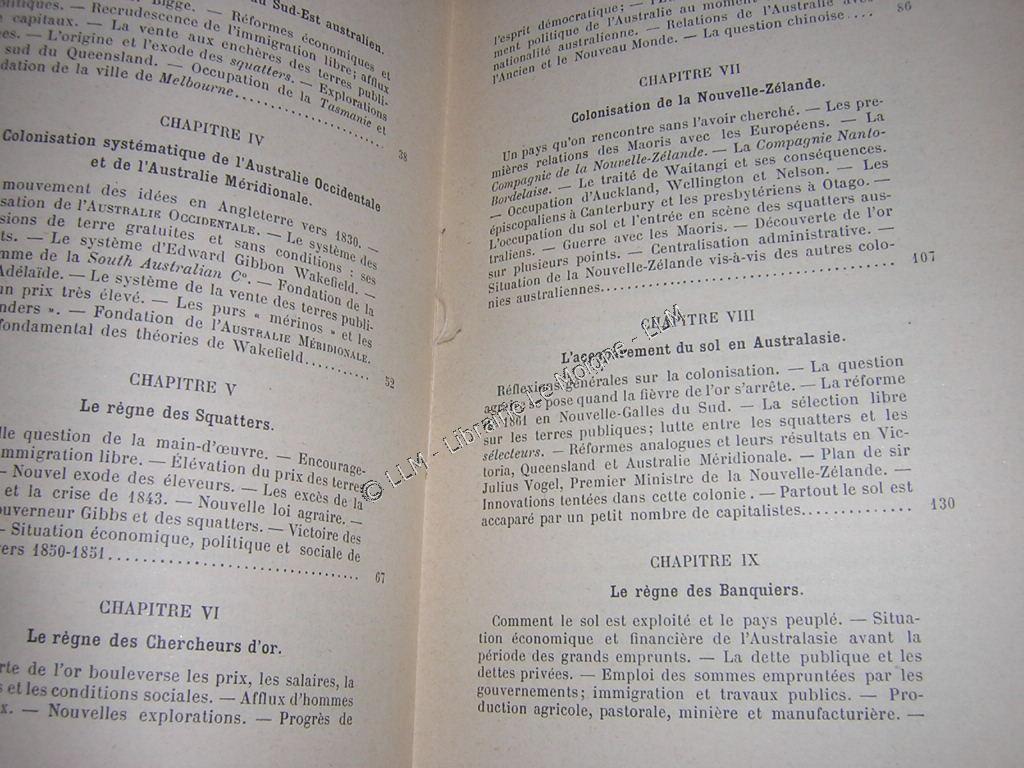 Bigge. — Réformes économiques et
politiques. — Recrudescence de l'immigration libre; afflux
capitaux. — La vente aux enchères des terres publi-
L'origine et l'exode des squatters. — Explorations
sud du Queensland. — Occupation de la Tasmanie et
dation de la ville de Melbourne 38
CHAPITRE IV
Colonisation systématique de l'Australie Occidentale
et de l'Australie Méridionale.
mouvement des idées en Angleterre vers 1830. —
sation de l'AUSTRALIE OCCIDENTALE. — Le système des
sions de terre gratuites et sans conditions : ses
ts. — Le système d'Edward Gibbon Wakefield. —
mme de la South Australian C°. — Fondation de la
Adélaïde. — Le système de la vente des terres publi-
n prix très élevé. — Les purs « mérinos » et les
nders ». — Fondation de l'AUSTRALIE MÉRIDIONALE.
fondamental des théories de Wakefield 52
CHAPITRE V
Le règne des Squatters.
lle question de la main-d'œuvre. — Encourage-
mmigration libre. — Élévation du prix des terres
— Nouvel exode des éleveurs. — Les excès de la
et la crise de 1843. — Nouvelle loi agraire. —
ouverneur Gibbs et des squatters. — Victoire des
— Situation économique, politique et sociale de
vers 1850-1851 67
CHAPITRE VI
Le règne des Chercheurs d'or.
rte de l'or bouleverse les prix, les salaires, la
s et les conditions sociales. — Afflux d'hommes
x. — Nouvelles explorations. — Progrès de
l'esprit démocratique;
ment politique de l'Australie au moment
nationalité australienne. — Relations de l'Australie avec
l'Ancien et le Nouveau Monde. — La question chinoise 86
CHAPITRE VII
Colonisation de la Nouvelle-Zélande.
Un pays qu'on rencontre sans l'avoir cherché. — Les pre-
mières relations des Maoris avec les Européens. — La
Compagnie de la Nouvelle-Zélande. — La Compagnie Nanto-
Bordelaise. — Le traité de Waitangi et ses conséquences.
— Occupation d'Auckland, Wellington et Nelson. — Les
épiscopaliens à Canterbury et les presbytériens à Otago. —
L'occupation du sol et l'entrée en scène des squatters aus-
traliens. — Guerre avec les Maoris. — Découverte de l'or
sur plusieurs points. — Centralisation administrative. —
Situation de la Nouvelle-Zélande vis-à-vis des autres colo-
nies australiennes 107
CHAPITRE VIII
L'accaparement du sol en Australasie.
Réflexions générales sur la colonisation. — La question
agraire se pose quand la fièvre de l'or s'arrête. — La réforme
de 1861 en Nouvelle-Galles du Sud. — La sélection libre
sur les terres publiques; lutte entre les squatters et les
sélecteurs. — Réformes analogues et leurs résultats en Vic-
toria, Queensland et Australie Méridionale. — Plan de sir
Julius Vogel, Premier Ministre de la Nouvelle-Zélande. —
Innovations tentées dans cette colonie. — Partout le sol est
accaparé par un petit nombre de capitalistes 130
CHAPITRE IX
Le règne des Banquiers.
Comment le sol est exploité et le pays peuplé. — Situa-
tion économique et financière de l'Australasie avant la
période des grands emprunts. — La dette publique et les
dettes privées. — Emploi des sommes empruntées par les
gouvernements; immigration et travaux publics. — Pro-
duction agricole, pastorale, minière et manufacturière. —
© LLM - Librairie Le Moigne - LLM